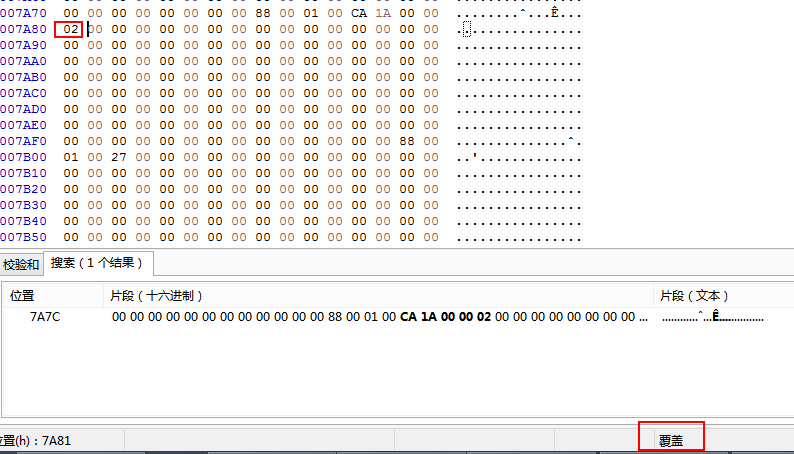 007A70 00 00 00 00 00 00 00 00 88 00 01 00 CA 1A 00 00 ........ˆ...Ê...
007A80 02 00 00 00 00 00 00 00 00 00 00 00 00 00 00 00 ................
007A90 00 00 00 00 00 00 00 00 00 00 00 00 00 00 00 00 ................
007AA0 00 00 00 00 00 00 00 00 00 00 00 00 00 00 00 00 ................
007AB0 00 00 00 00 00 00 00 00 00 00 00 00 00 00 00 00 ................
007AC0 00 00 00 00 00 00 00 00 00 00 00 00 00 00 00 00 ................
007AD0 00 00 00 00 00 00 00 00 00 00 00 00 00 00 00 00 ................
007AE0 00 00 00 00 00 00 00 00 00 00 00 00 00 00 00 00 ................
007AF0 00 00 00 00 00 00 00 00 00 00 00 00 00 00 88 00 ..............ˆ.
007B00 01 00 27 00 00 00 00 00 00 00 00 00 00 00 00 00 ..'.............
007B10 00 00 00 00 00 00 00 00 00 00 00 00 00 00 00 00 ................
007B20 00 00 00 00 00 00 00 00 00 00 00 00 00 00 00 00 ................
007B30 00 00 00 00 00 00 00 00 00 00 00 00 00 00 00 00 ................
007B40 00 00 00 00 00 00 00 00 00 00 00 00 00 00 00 00 ................
007B50 00 00 00 00 00 00 00 00 00 00 00 00 00 00 00 00 ................
校验和 搜索（1 个结果）
位置 片段（十六进制） 片段（文本）
7A7C 00 00 00 00 00 00 00 00 00 00 00 00 88 00 01 00 CA 1A 00 00 02 00 00 00 00 00 00 00 00 ... ............ˆ...Ê..............
位置(h)：7A81 覆盖